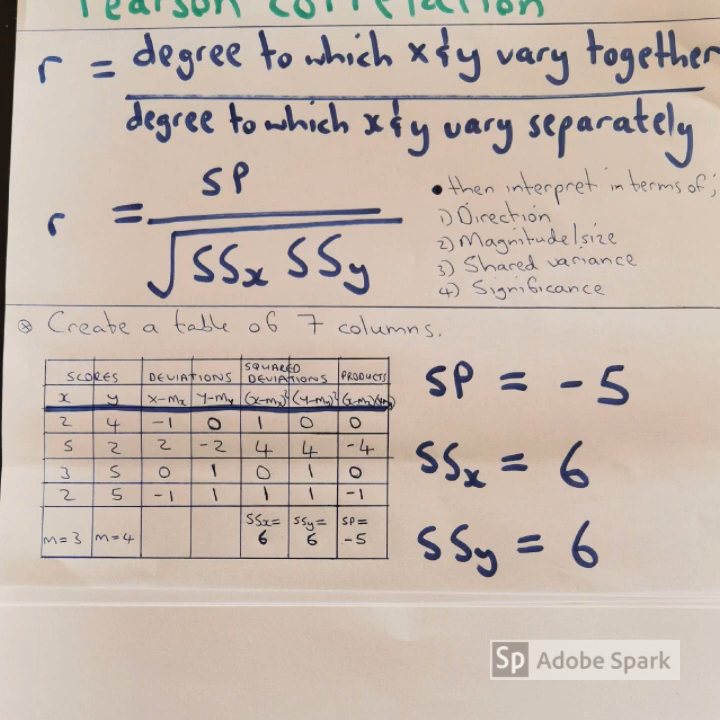 Pearson Correlation
r = degree to which x & y vary together
degree to which x & y vary separately
r = SP
√SSx SSy
• then interpret in terms of;
1) Direction
2) Magnitude/size
3) Shared variance
4) Significance
⊗ Create a table of 7 columns.
SCORES DEVIATIONS SQUARED DEVIATIONS PRODUCTS
x y x-mx y-my (x-mx)² (y-my)² (x-mx)(y-my)
2 4 -1 0 1 0 0
5 2 2 -2 4 4 -4
3 5 0 1 0 1 0
2 5 -1 1 1 1 -1
m=3 m=4 SSx= 6 SSy= 6 SP= -5
SP = -5
SSx = 6
SSy = 6
Sp Adobe Spark